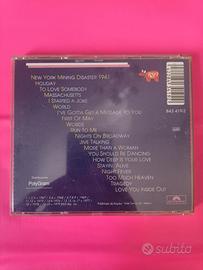 NEW YORK MINING DISASTER 1941
HOLIDAY
TO LOVE SOMEBODY
MASSACHUSETTS
I STARTED A JOKE
WORLD
I'VE GOTTA GET A MESSAGE TO YOU
FIRST OF MAY
WORDS
RUN TO ME
NIGHTS ON BROADWAY
JIVE TALKING
MORE THAN A WOMAN
YOU SHOULD BE DANCING
HOW DEEP IS YOUR LOVE
STAYIN' ALIVE
NIGHT FEVER
TOO MUCH HEAVEN
TRAGEDY
LOVE YOU INSIDE OUT
RSO
PolyGram
subito